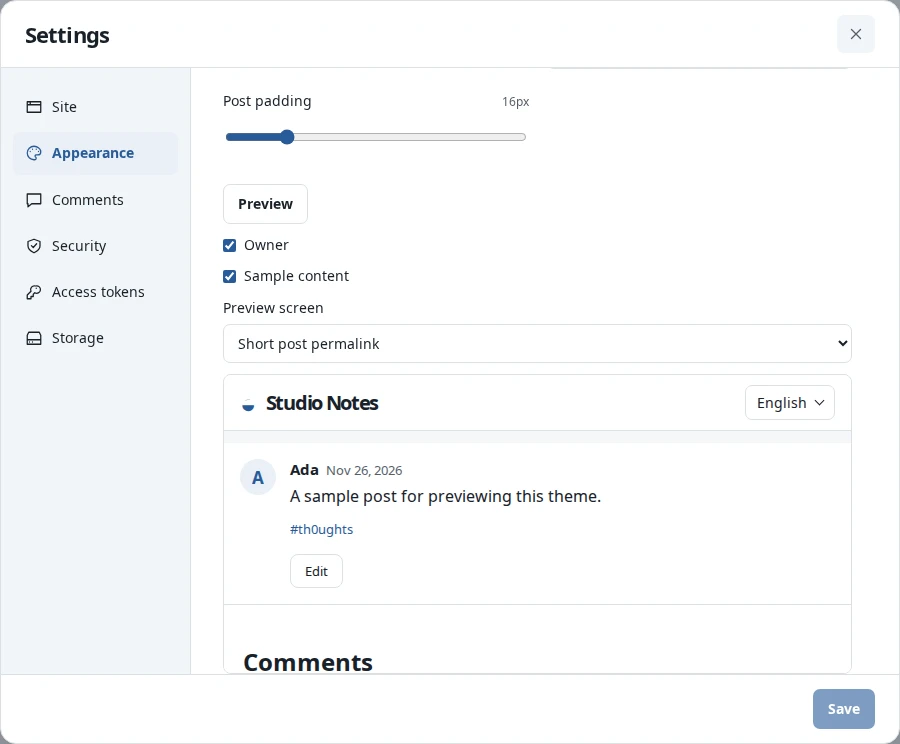 Settings
Site
Appearance
Comments
Security
Access tokens
Storage
Post padding 16px
Preview
Owner
Sample content
Preview screen
Short post permalink
Studio Notes English
A Ada Nov 26, 2026
A sample post for previewing this theme.
#th0ughts
Edit
Comments
Save